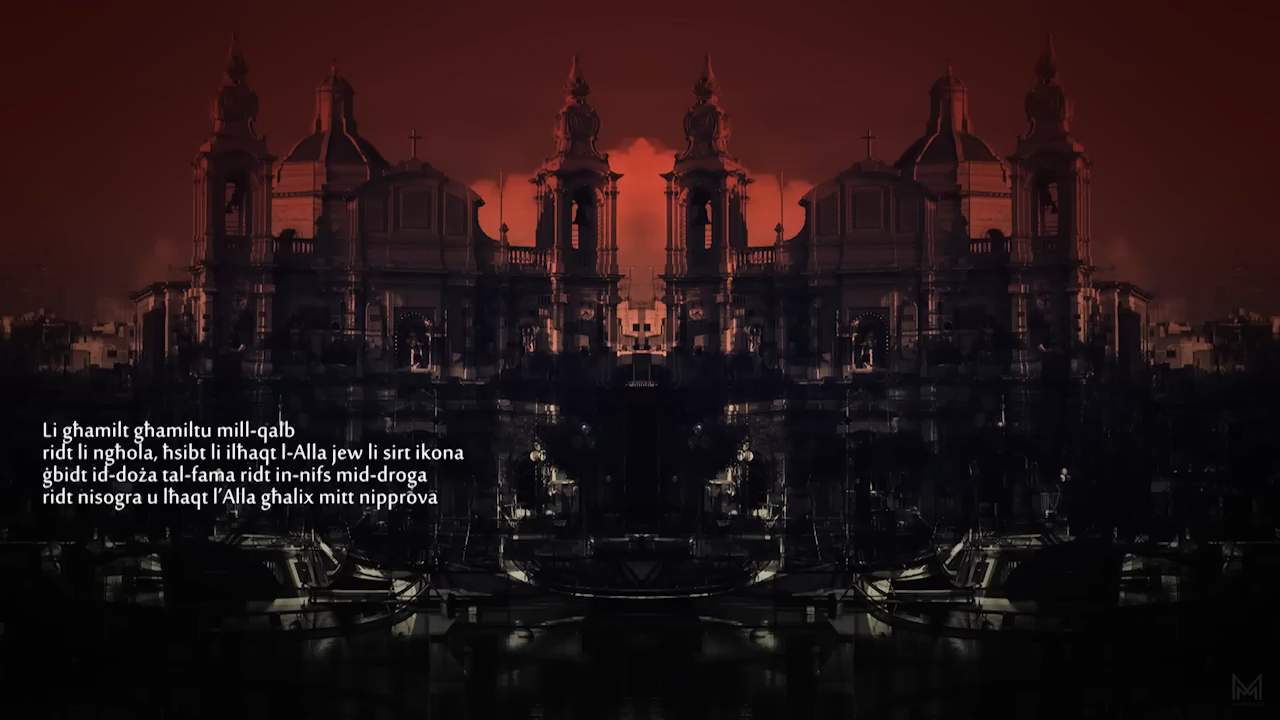 Li għamilt għamiltu mill-qalb
ridt li ngħola, ħsibt li ilħaqt l-Alla jew li sirt ikona
ġbidt id-doża tal-fama ridt in-nifs mid-droga
ridt nisogra u lħaqt l'Alla għalix mitt nipprova